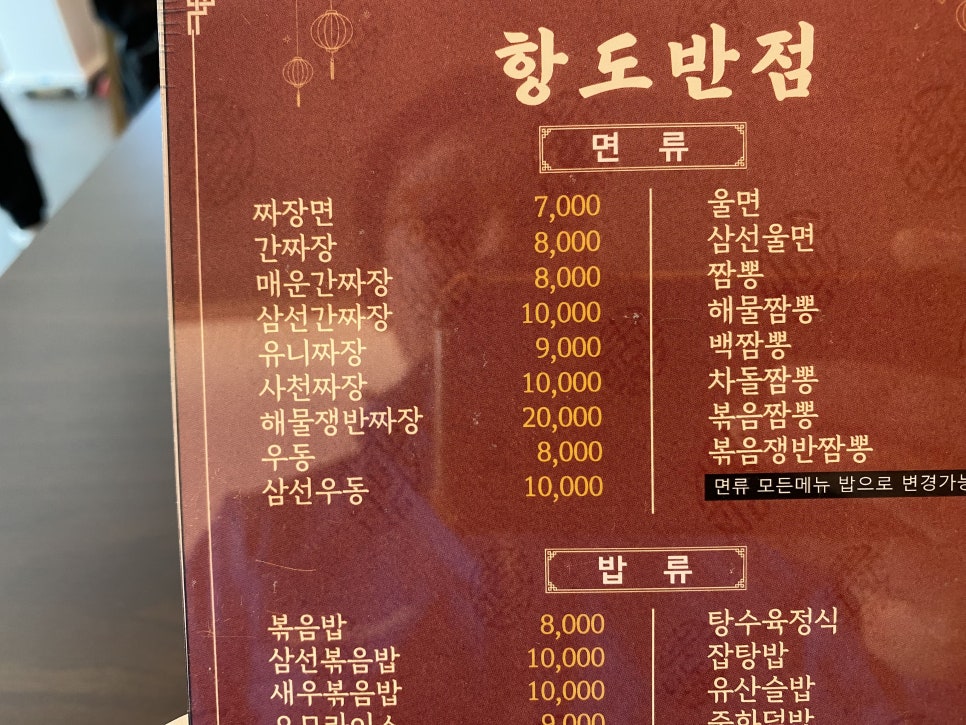 항도반점
면 류
짜장면 7,000
간짜장 8,000
매운간짜장 8,000
삼선간짜장 10,000
유니짜장 9,000
사천짜장 10,000
해물쟁반짜장 20,000
우동 8,000
삼선우동 10,000
울면
삼선울면
짬뽕
해물짬뽕
백짬뽕
차돌짬뽕
볶음짬뽕
볶음쟁반짬뽕
면류 모든메뉴 밥으로 변경가능
밥 류
볶음밥 8,000
삼선볶음밥 10,000
새우볶음밥 10,000
9,000
탕수육정식
잡탕밥
유산슬밥
중화덮밥